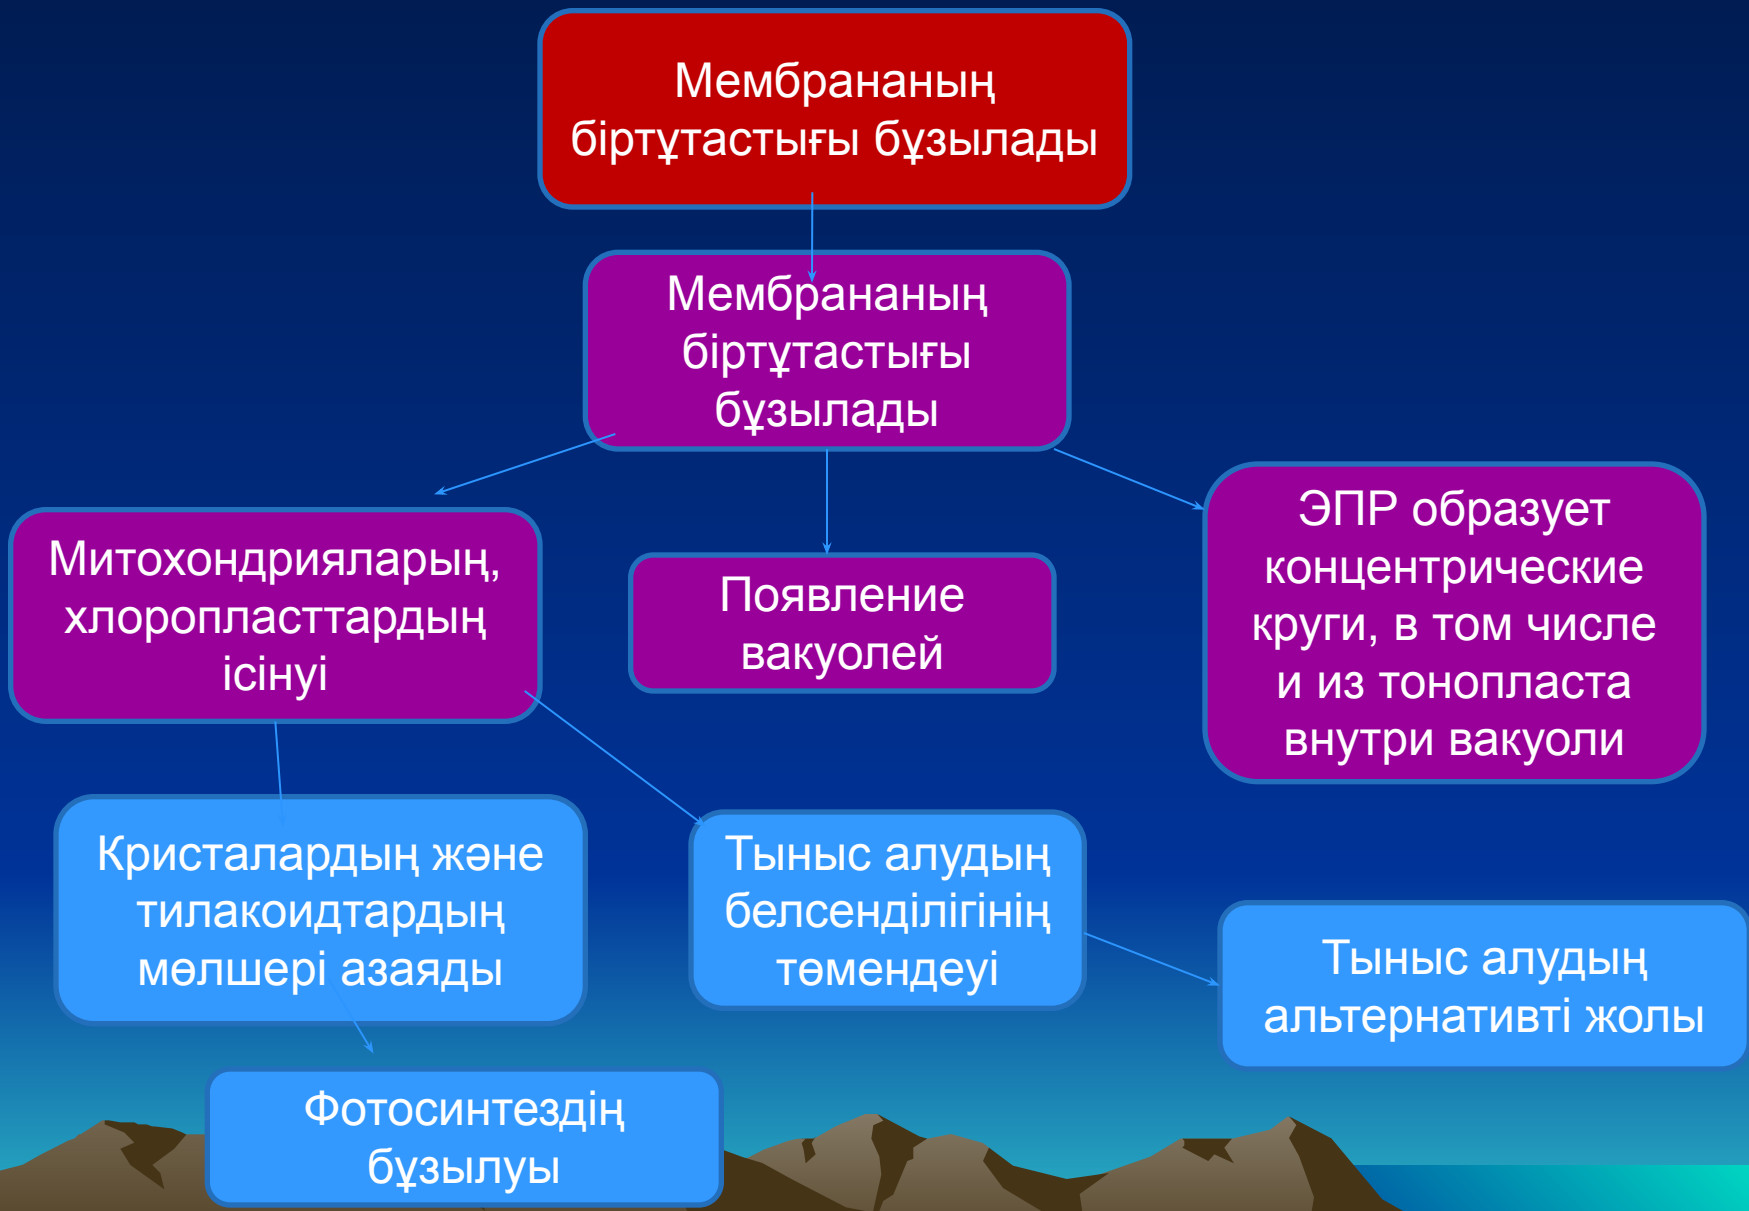 Мембрананың
біртұтастығы бұзылады
Мембрананың
біртұтастығы
бұзылады
Митохондрияларың,
хлоропласттардың
ісінуі
Появление
вакуолей
ЭПР образует
концентрические
круги, в том числе
и из тонопласта
внутри вакуоли
Кристалардың және
тилакоидтардың
мөлшері азаяды
Тыныс алудың
белсенділігінің
төмендеуі
Тыныс алудың
альтернативті жолы
Фотосинтездің
бұзылуы